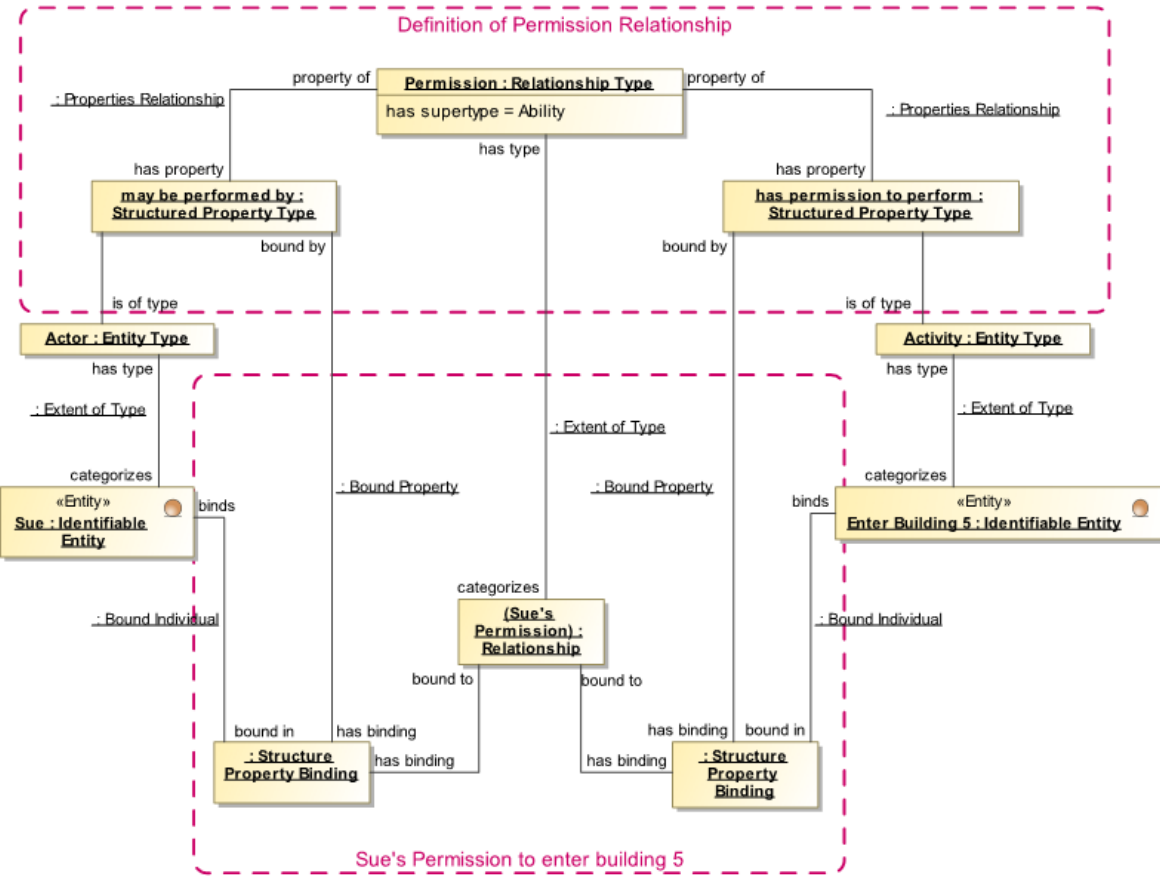 Definition of Permission Relationship
property of
Permission : Relationship Type
property of
: Properties Relationship
has supertype = Ability
: Properties Relationship
has type
has property
has property
may be performed by :
Structured Property Type
has permission to perform :
Structured Property Type
bound by
bound by
is of type
is of type
Actor : Entity Type
Activity : Entity Type
has type
has type
: Extent of Type
: Extent of Type
: Extent of Type
categorizes
categorizes
: Bound Property
: Bound Property
«Entity»
Sue : Identifiable
Entity
binds
binds
«Entity»
Enter Building 5 : Identifiable Entity
categorizes
: Bound Individual
(Sue's
Permission) :
Relationship
: Bound Individual
bound to
bound to
bound in
has binding
has binding
bound in
: Structure
Property Binding
has binding
has binding
: Structure
Property
Binding
Sue's Permission to enter building 5